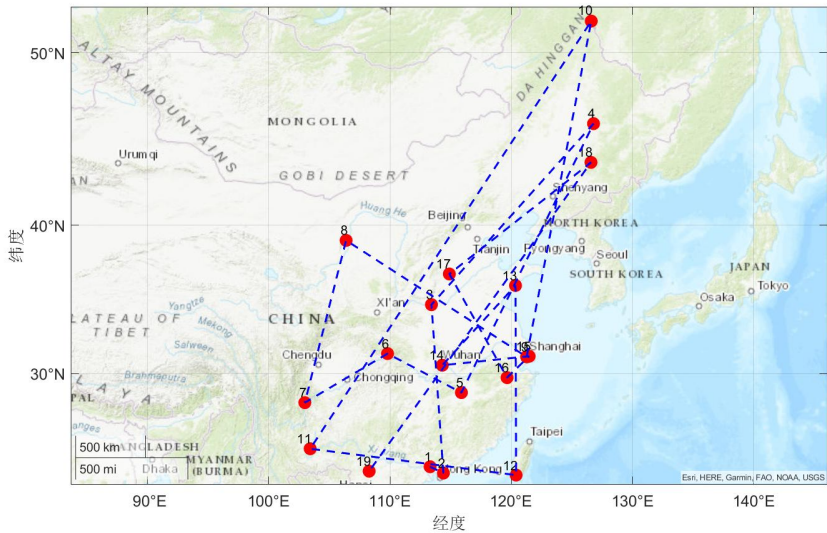 10
50°N
DA HINGGAN
ALTAY MOUNTAINS
4
MONGOLIA
18
Urumqi
GOBI DESERT
Shenyang
Huang He
Beijing
NORTH KOREA
40°N
8
Tianjin
Pyongyang
Seoul
17
13
SOUTH KOREA
JAPAN
Tokyo
3
Osaka
纬度
Yangtze
XI'an
PLATEAU OF
TIBET
Mekong
CHINA
Salween
6
14
Wuhan
Shanghai
Chengdu
30°N
Brahmaputra
Chongqing
16
5
7
11
Taipei
500 km
BANGLADESH
500 mi
Dhaka
MYANMAR
(BURMA)
19
1
2
Hong Kong
12
Esri, HERE, Garmin, FAO, NOAA, USGS
90°E
100°E
110°E
120°E
130°E
140°E
经度